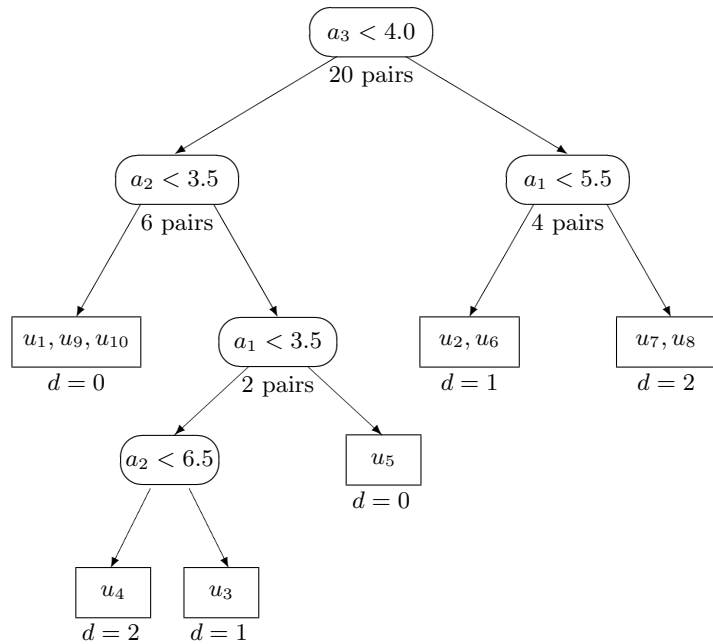 a₃ < 4.0
20 pairs
a₂ < 3.5
a₁ < 5.5
6 pairs
4 pairs
u₁, u₉, u₁₀
a₁ < 3.5
u₂, u₆
u₇, u₈
d = 0
2 pairs
d = 1
d = 2
a₂ < 6.5
u₅
d = 0
u₄
u₃
d = 2
d = 1